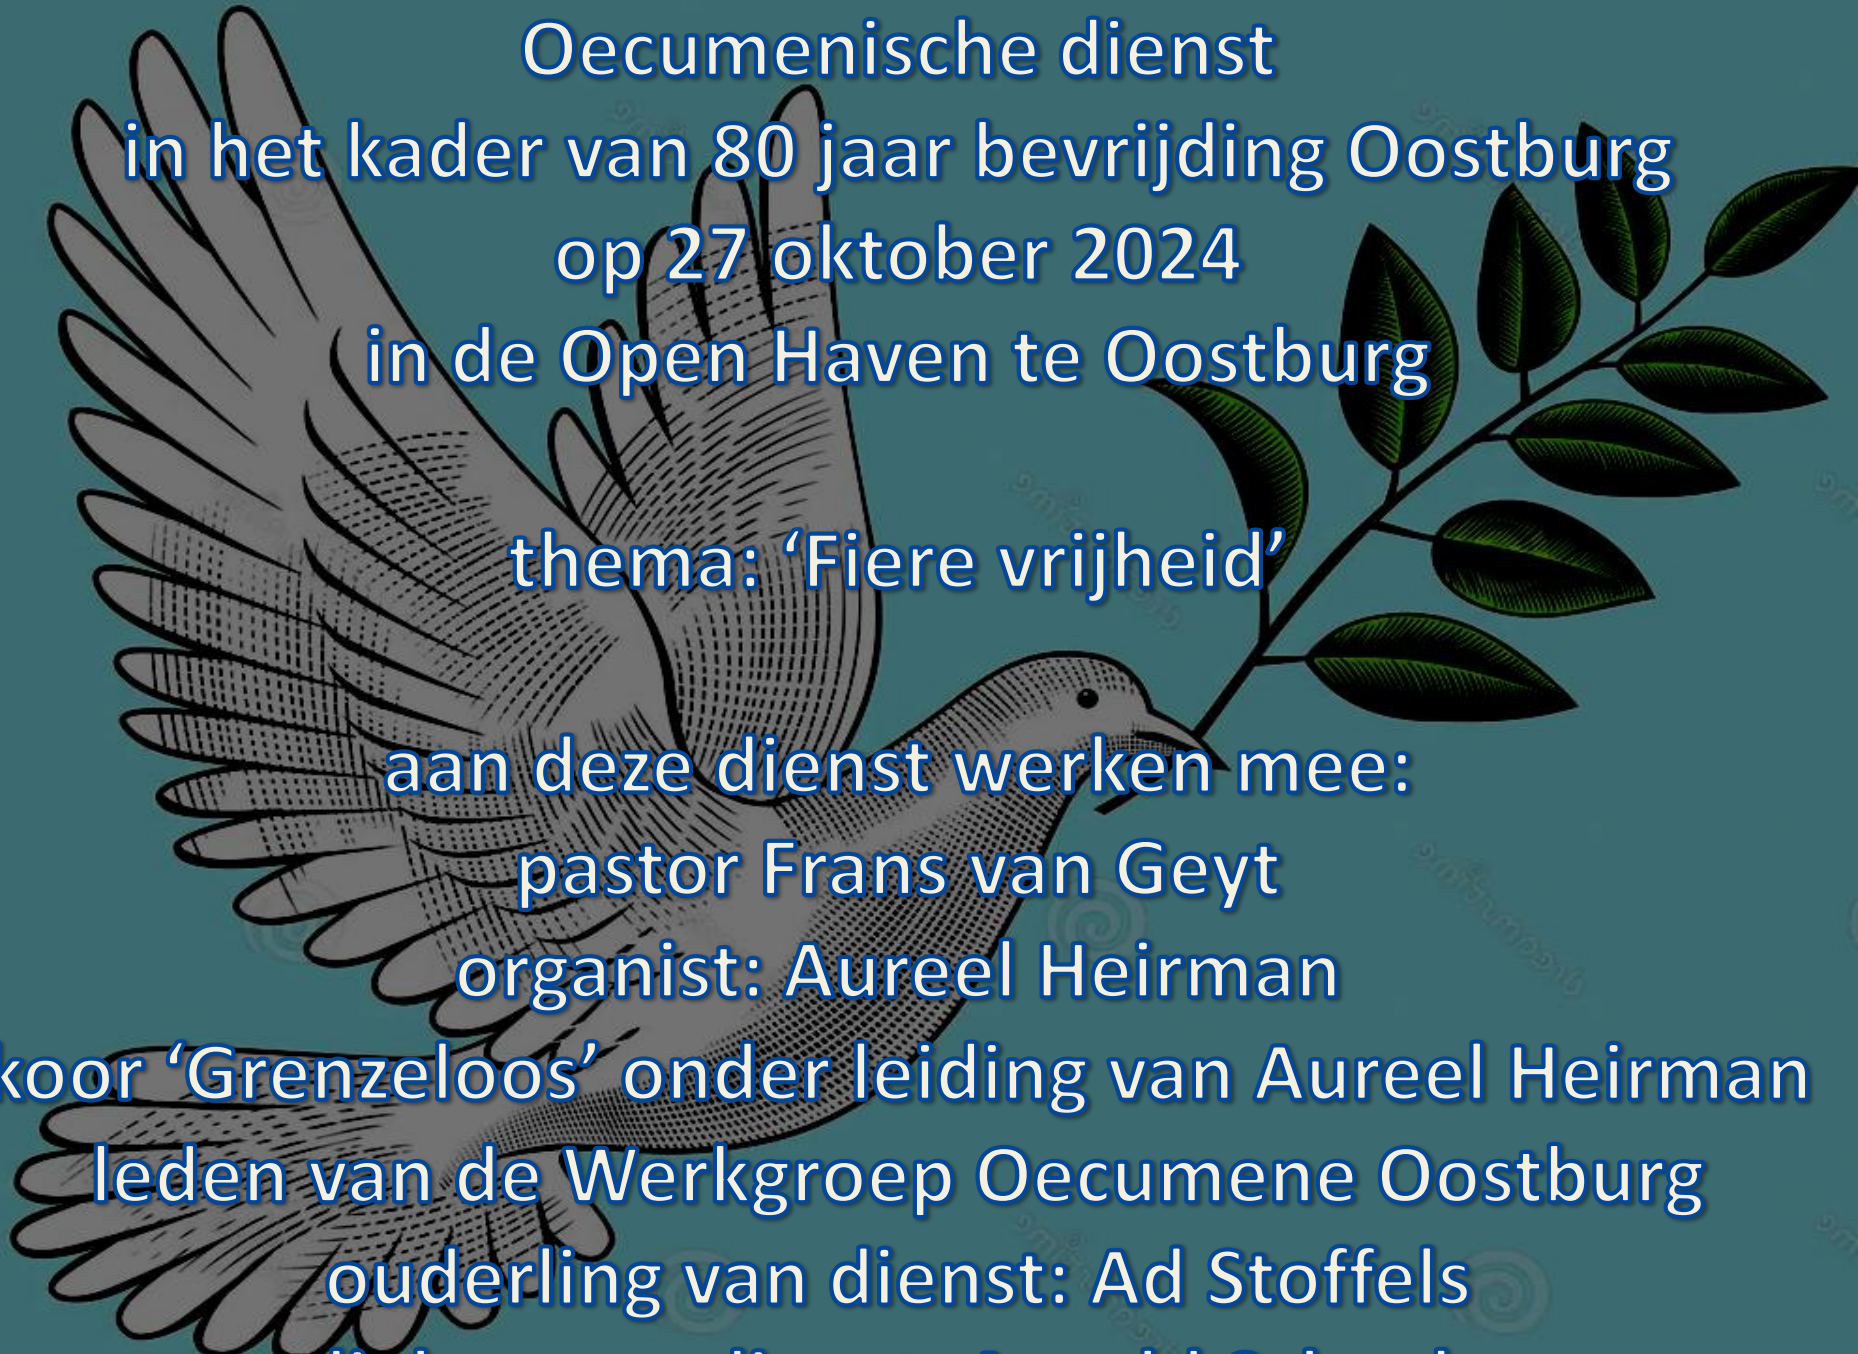 Oecumenische dienst
in het kader van 80 jaar bevrijding Oostburg
op 27 oktober 2024
in de Open Haven te Oostburg
thema: ‘Fiere vrijheid’
aan deze dienst werken mee:
pastor Frans van Geyt
organist: Aureel Heirman
koor ‘Grenzeloos’ onder leiding van Aureel Heirman
leden van de Werkgroep Oecumene Oostburg
ouderling van dienst: Ad Stoffels